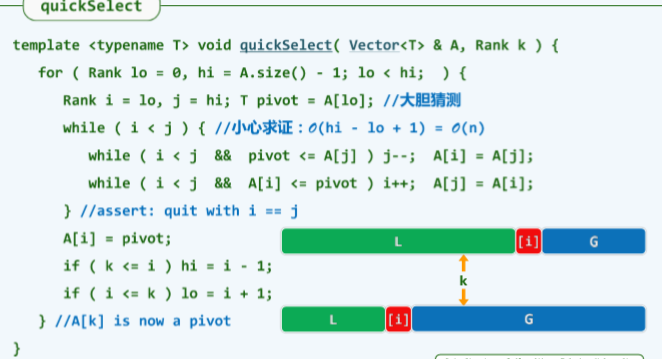 quickSelect
template <typename T> void quickSelect( Vector<T> & A, Rank k ) {
for ( Rank lo = 0, hi = A.size() - 1; lo < hi; ) {
Rank i = lo, j = hi; T pivot = A[lo]; //大胆猜测
while ( i < j ) { //小心求证：O(hi - lo + 1) = O(n)
while ( i < j && pivot <= A[j] ) j--; A[i] = A[j];
while ( i < j && A[i] <= pivot ) i++; A[j] = A[i];
} //assert: quit with i == j
A[i] = pivot;
L [i] G
if ( k <= i ) hi = i - 1;
k
if ( i <= k ) lo = i + 1;
} //A[k] is now a pivot
L [i] G
}